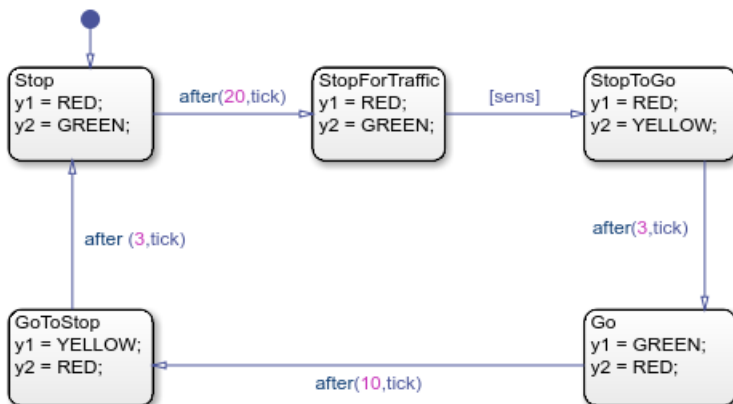 Stop
y1 = RED;
y2 = GREEN;
after(20,tick)
StopForTraffic
y1 = RED;
y2 = GREEN;
[sens]
StopToGo
y1 = RED;
y2 = YELLOW;
after(3,tick)
Go
y1 = GREEN;
y2 = RED;
after(10,tick)
GoToStop
y1 = YELLOW;
y2 = RED;
after (3,tick)